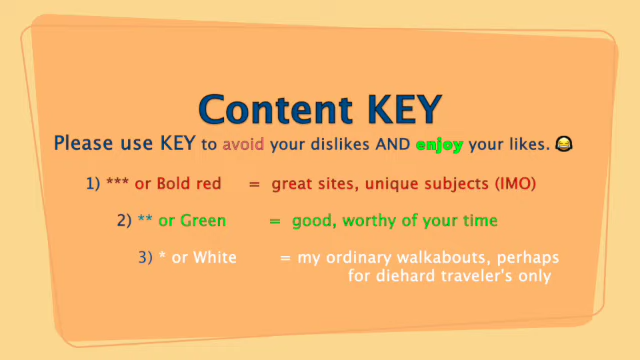 Content KEY
Please use KEY to avoid your dislikes AND enjoy your likes. 😂
1) *** or Bold red = great sites, unique subjects (IMO)
2) ** or Green = good, worthy of your time
3) * or White = my ordinary walkabouts, perhaps
for diehard traveler's only